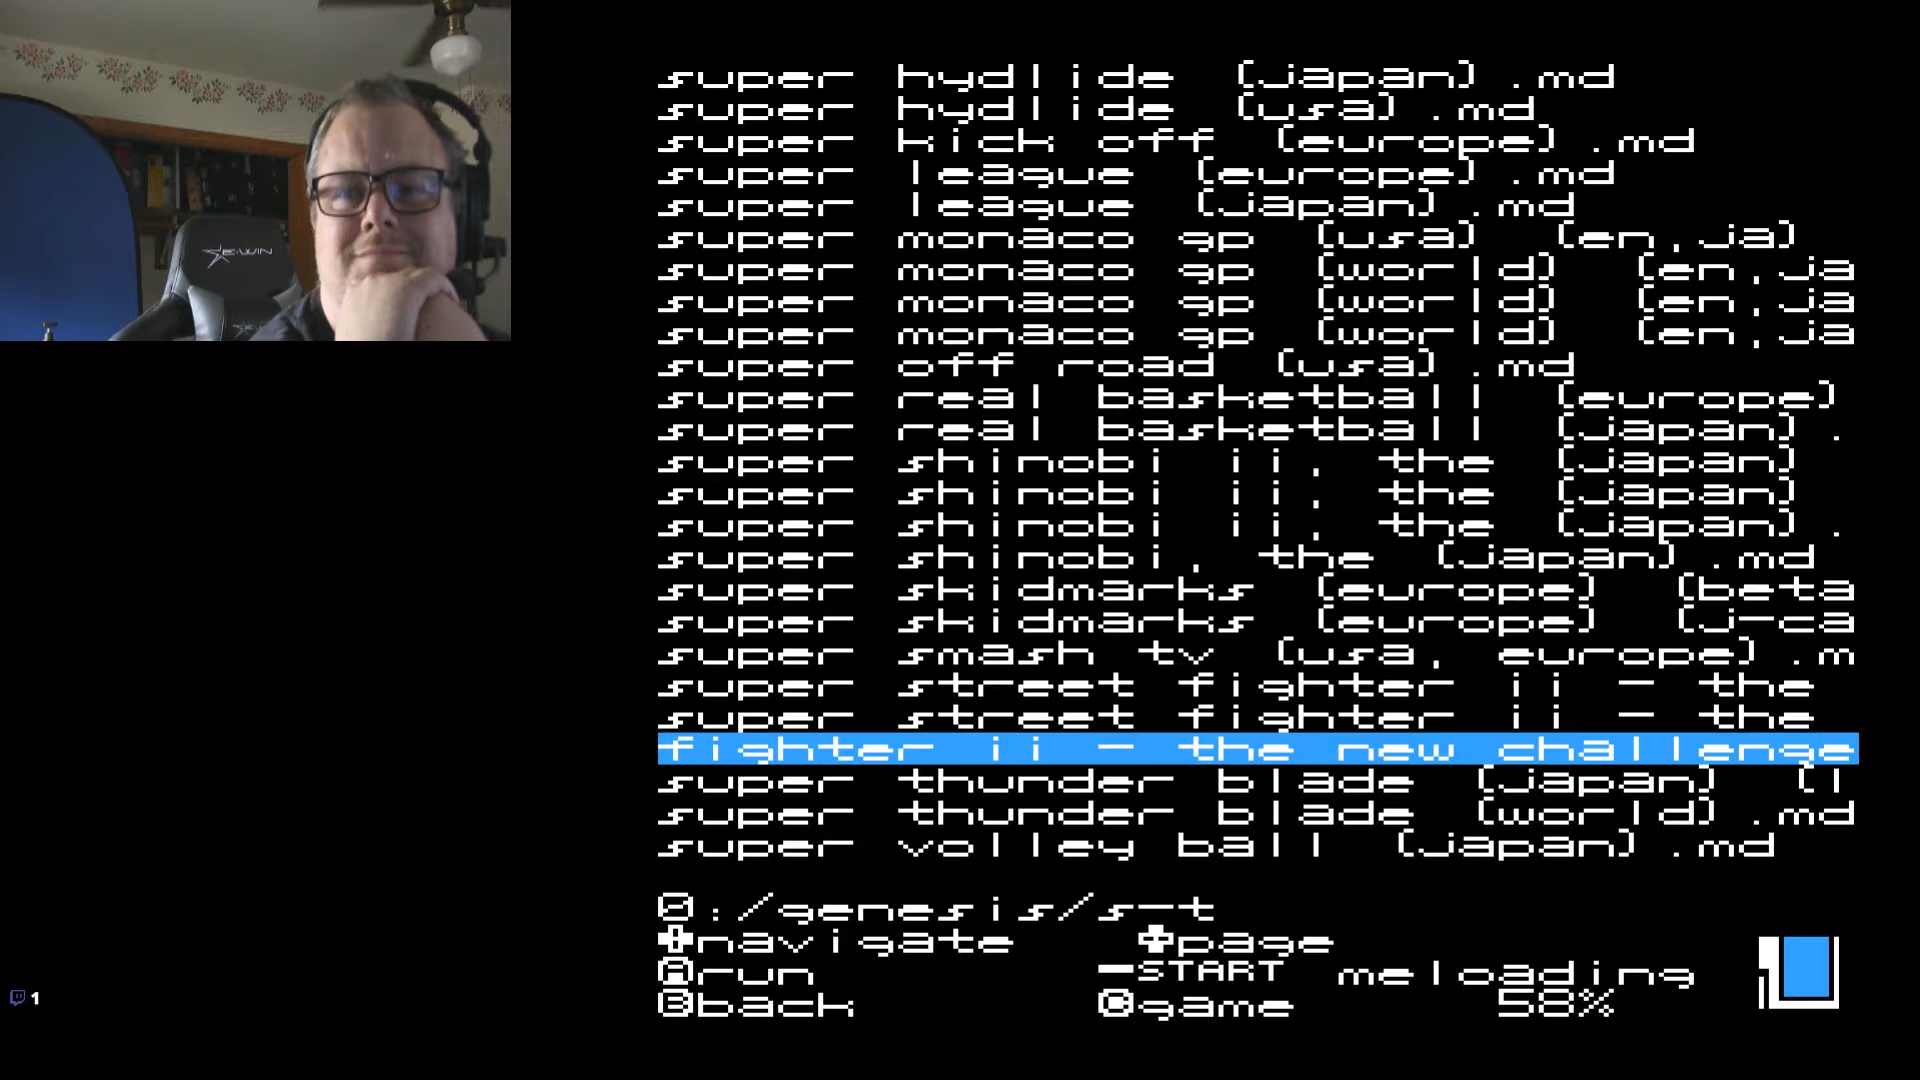 super hydlide (japan).md
super hydlide (usa).md
super kick off (europe).md
super league (europe).md
super league (japan).md
super monaco gp (usa) (en,ja)
super monaco gp (world) (en,ja
super monaco gp (world) (en,ja
super monaco gp (world) (en,ja
super off road (usa).md
super real basketball (europe)
super real basketball (japan).
super shinobi ii, the (japan)
super shinobi ii, the (japan)
super shinobi ii, the (japan).
super shinobi, the (japan).md
super skidmarks (europe) (beta
super skidmarks (europe) (j-ca
super smash tv (usa, europe).m
super street fighter ii - the
super street fighter ii - the
fighter ii - the new challenge
super thunder blade (japan) (l
super thunder blade (world).md
super volley ball (japan).md
0:/genesis/s-t
navigate page
A run START me loading
B back C game 58%
E-WIN
1